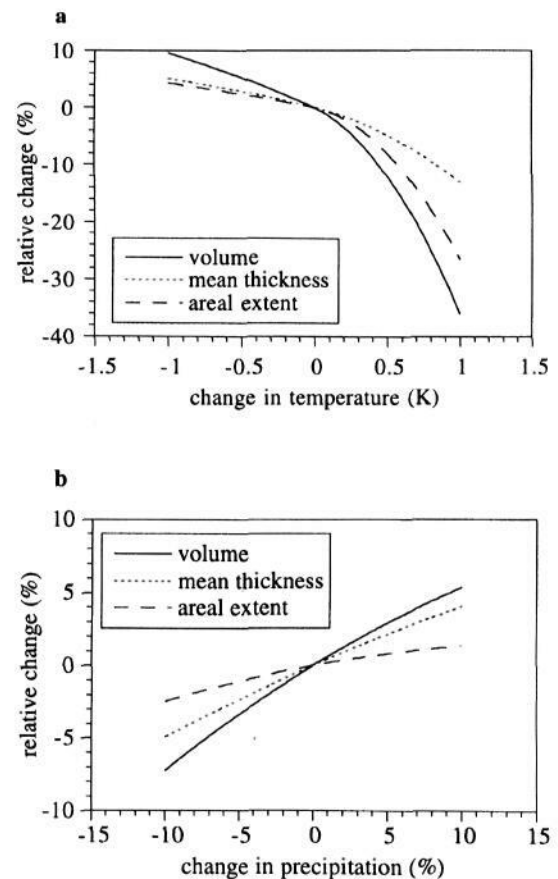 a
10
0
-10
-20
-30
-40
relative change (%)
volume
mean thickness
areal extent
-1.5 -1 -0.5 0 0.5 1 1.5
change in temperature (K)
b
10
5
0
-5
-10
relative change (%)
volume
mean thickness
areal extent
-15 -10 -5 0 5 10 15
change in precipitation (%)